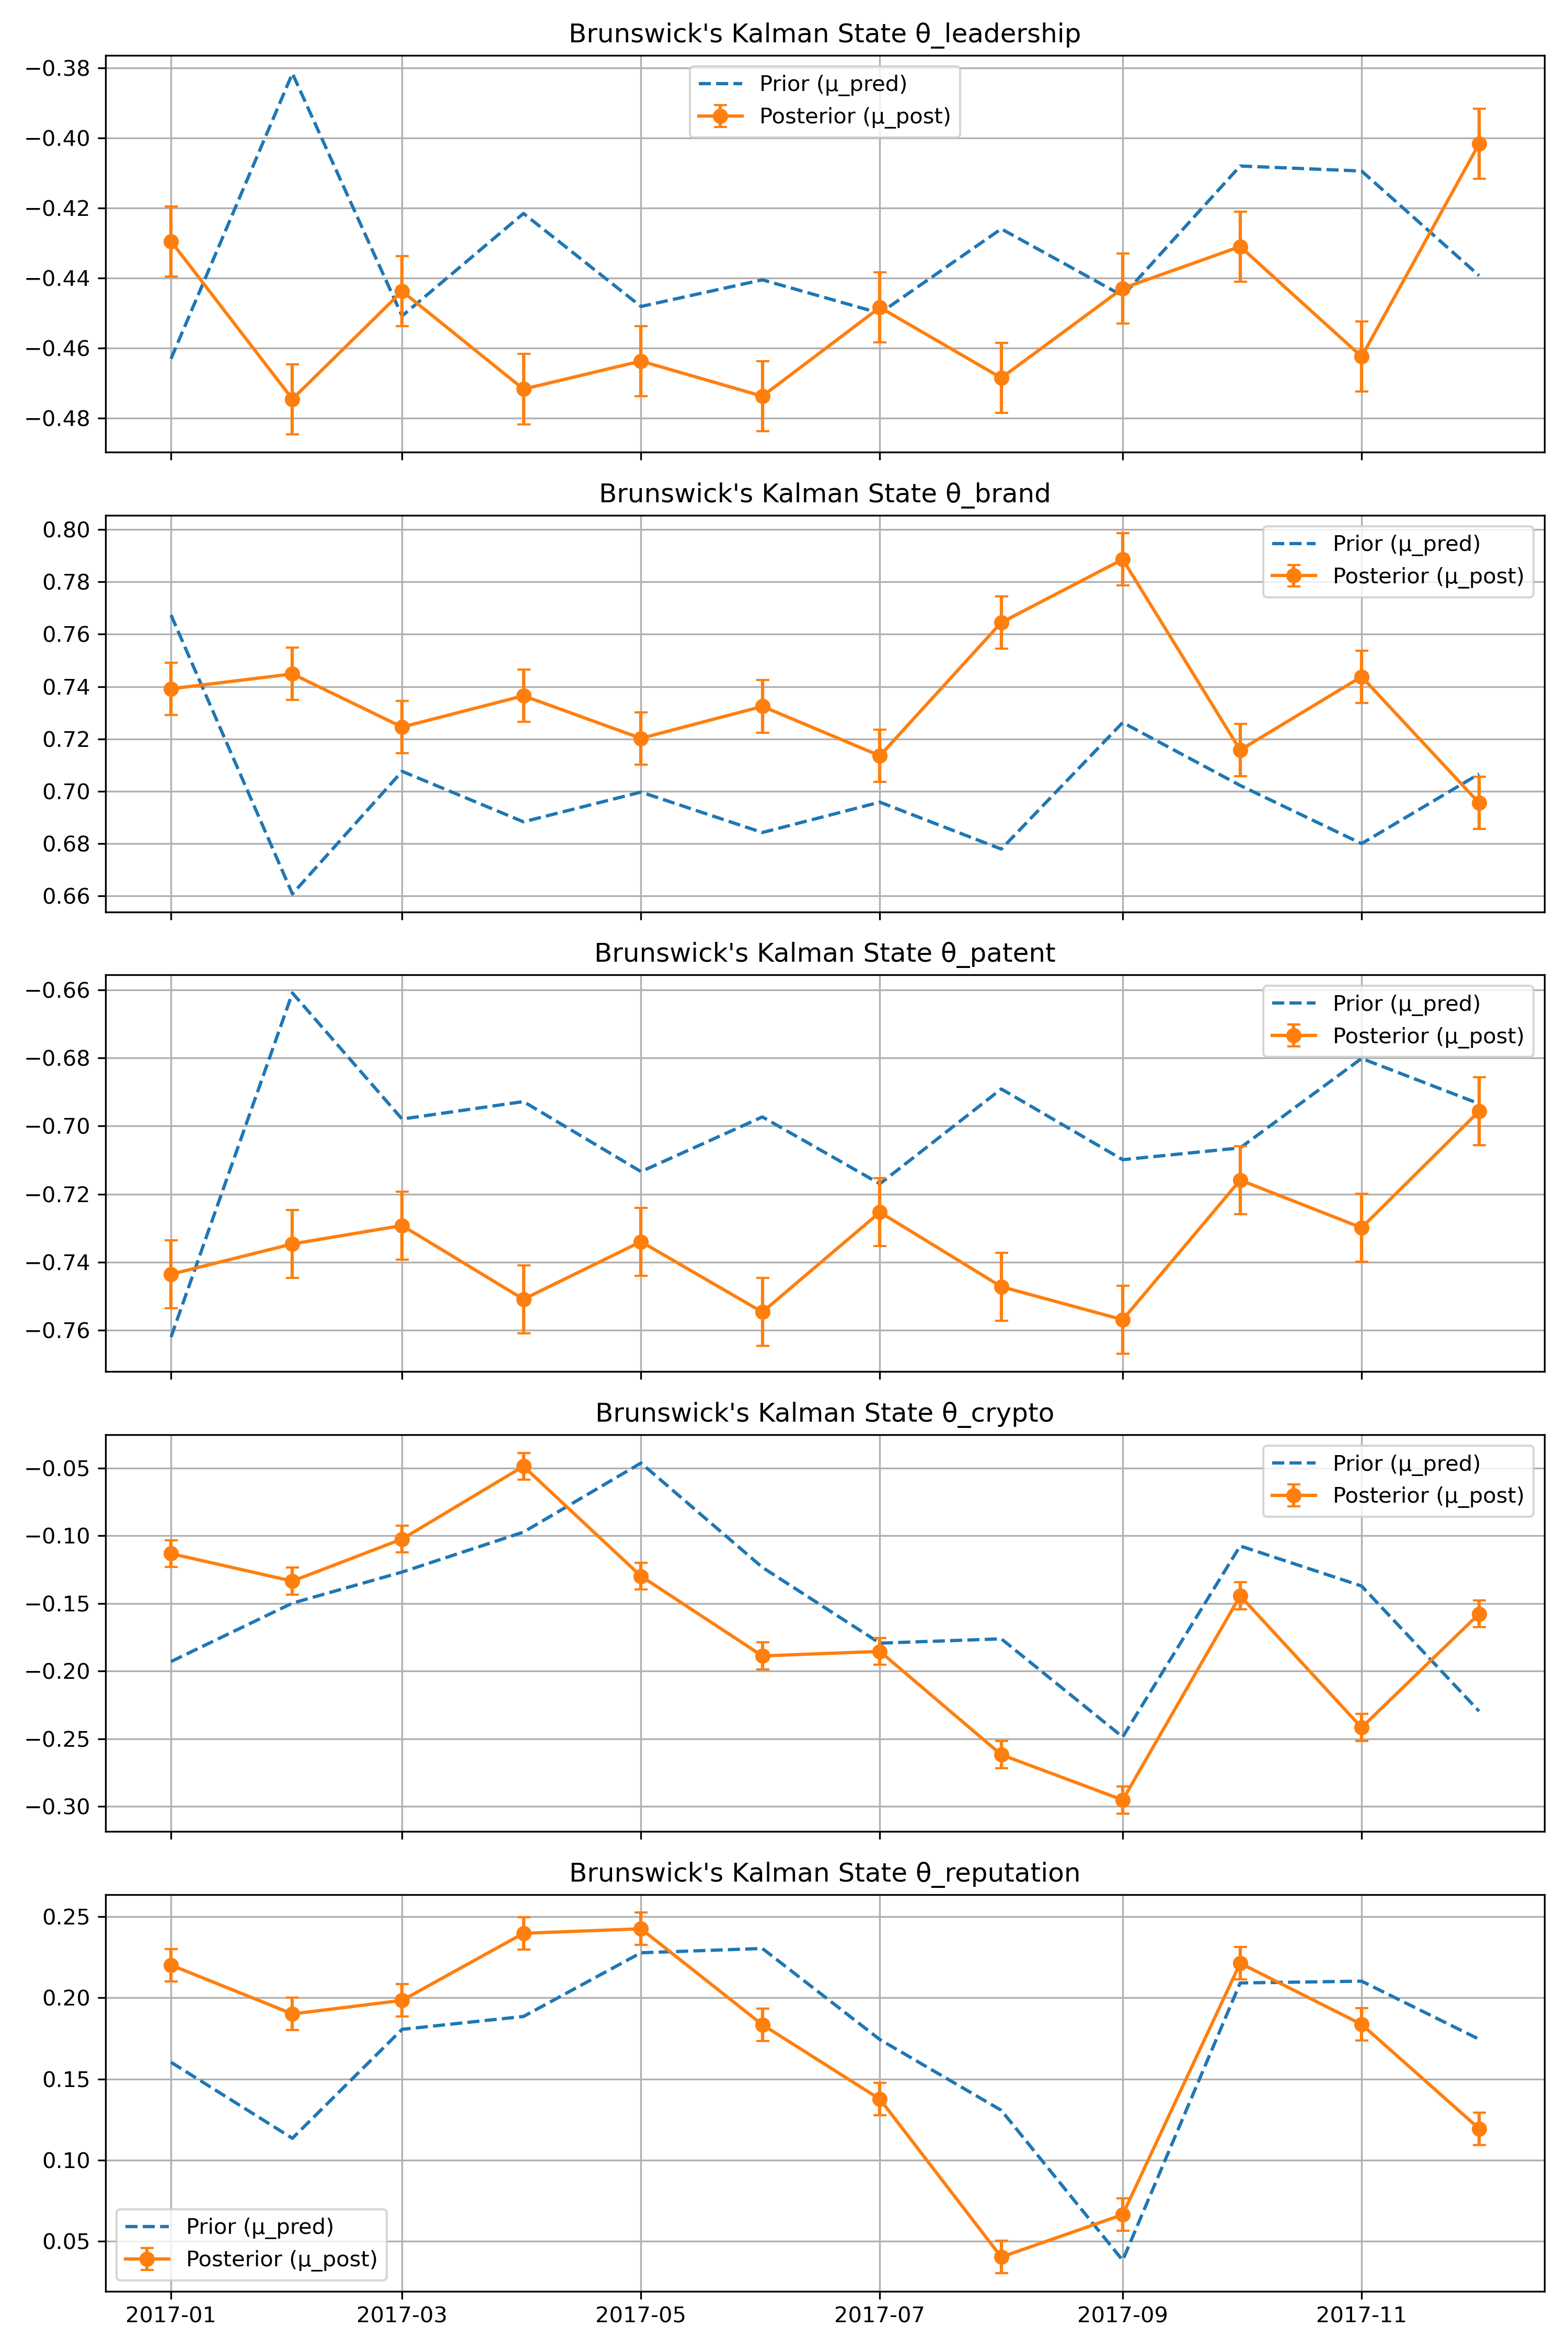 Brunswick's Kalman State θ_leadership
−0.38
−0.40
−0.42
−0.44
−0.46
−0.48
Prior (μ_pred)
Posterior (μ_post)
Brunswick's Kalman State θ_brand
0.80
0.78
0.76
0.74
0.72
0.70
0.68
0.66
Prior (μ_pred)
Posterior (μ_post)
Brunswick's Kalman State θ_patent
−0.66
−0.68
−0.70
−0.72
−0.74
−0.76
Prior (μ_pred)
Posterior (μ_post)
Brunswick's Kalman State θ_crypto
−0.05
−0.10
−0.15
−0.20
−0.25
−0.30
Prior (μ_pred)
Posterior (μ_post)
Brunswick's Kalman State θ_reputation
0.25
0.20
0.15
0.10
0.05
Prior (μ_pred)
Posterior (μ_post)
2017-01 2017-03 2017-05 2017-07 2017-09 2017-11